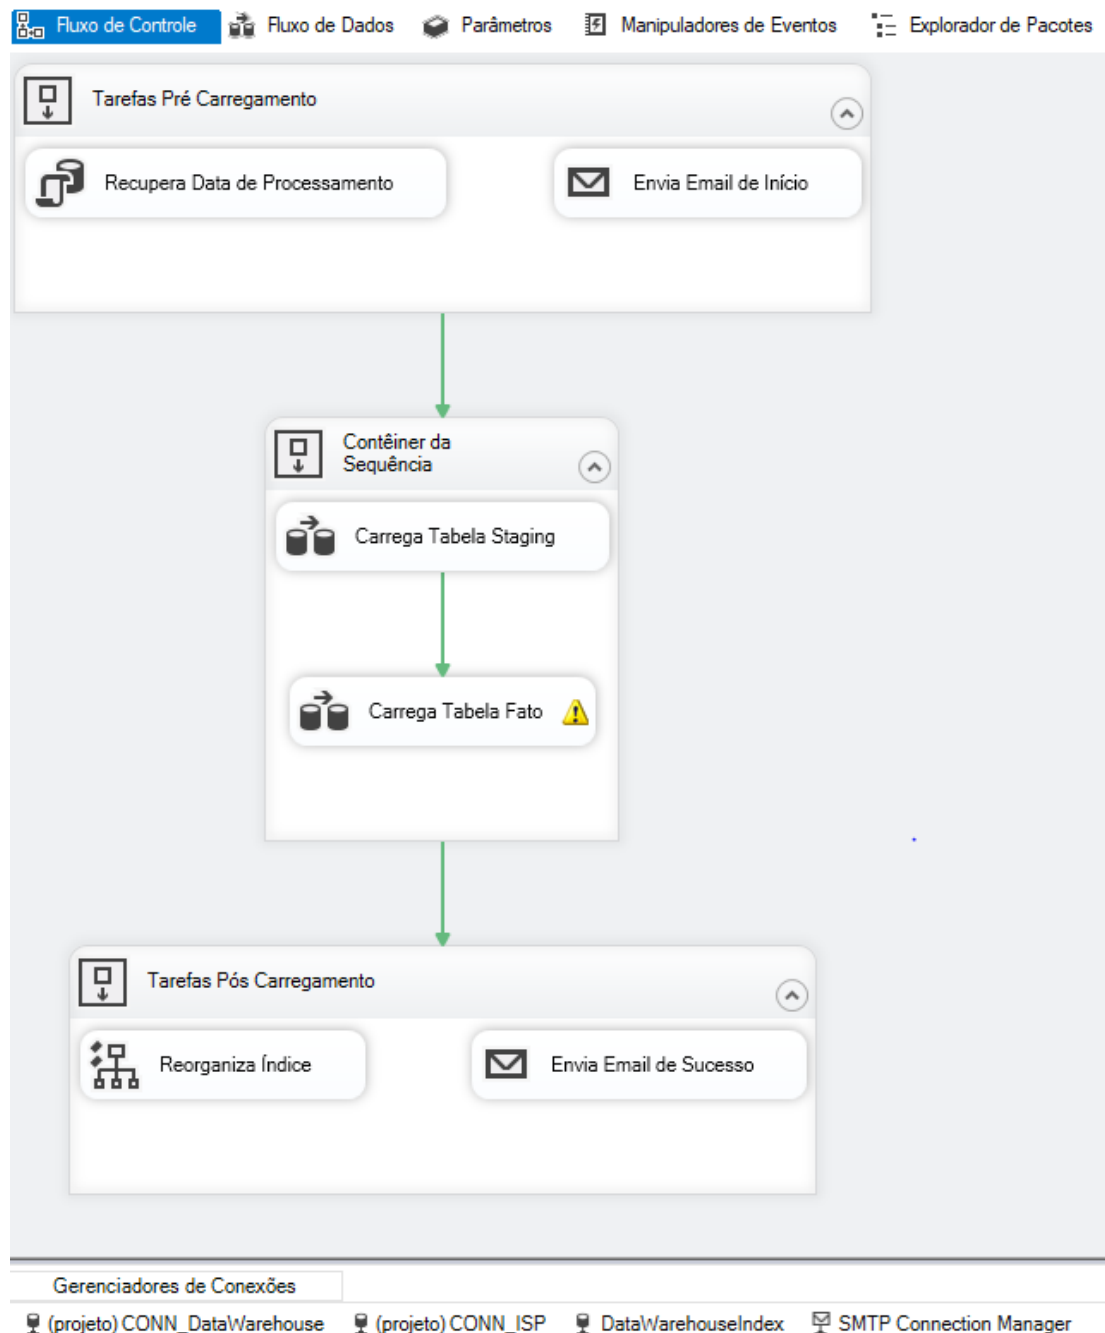 Fluxo de Controle Fluxo de Dados Parâmetros Manipuladores de Eventos Explorador de Pacotes
Tarefas Pré Carregamento
Recupera Data de Processamento Envia Email de Início
Contêiner da
Sequência
Carrega Tabela Staging
Carrega Tabela Fato
Tarefas Pós Carregamento
Reorganiza Índice Envia Email de Sucesso
Gerenciadores de Conexões
(projeto) CONN_DataWarehouse (projeto) CONN_ISP DataWarehouseIndex SMTP Connection Manager